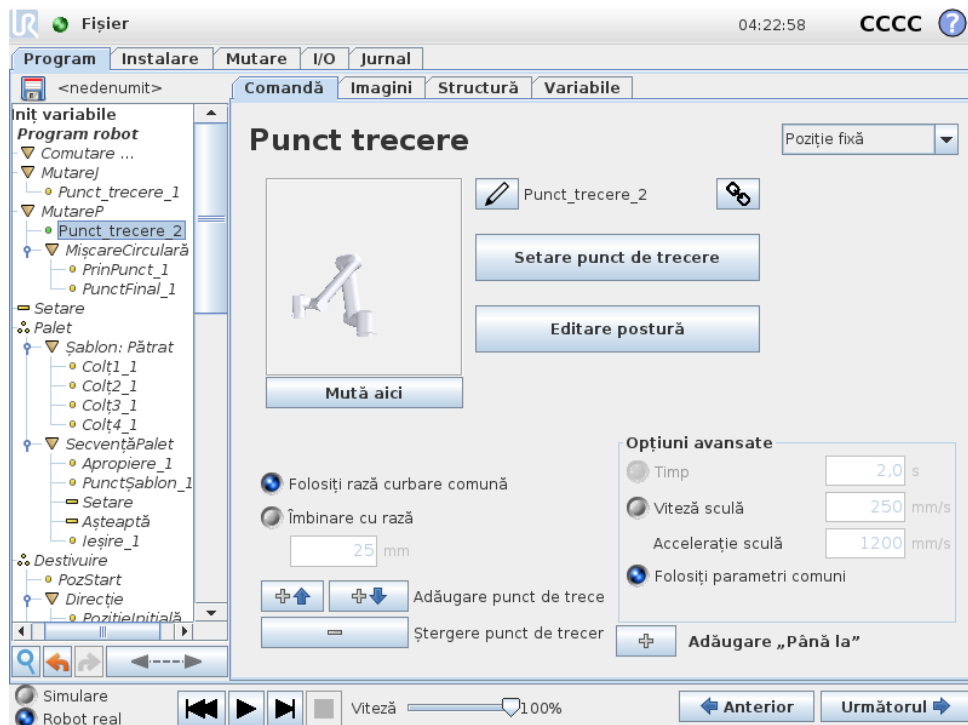 UR Fișier 04:22:58 CCCC ?
Program Instalare Mutare I/O Jurnal
<nedenumit> Comandă Imagini Structură Variabile
Iniț variabile
Program robot
Comutare ...
MutareJ
Punct_trecere_1
MutareP
Punct_trecere_2
MișcareCirculară
PrinPunct_1
PunctFinal_1
Setare
Palet
Șablon: Pătrat
Colț1_1
Colț2_1
Colț3_1
Colț4_1
SecvențăPalet
Apropiere_1
PunctȘablon_1
Setare
Așteaptă
Ieșire_1
Destivuire
PozStart
Direcție
PozițieInițială
Punct trecere
Poziție fixă
Punct_trecere_2
Setare punct de trecere
Editare postură
Mută aici
Folosiți rază curbare comună
Îmbinare cu rază
25 mm
Adăugare punct de trece
Ștergere punct de trecer
Opțiuni avansate
Timp 2,0 s
Viteză sculă 250 mm/s
Accelerație sculă 1200 mm/s
Folosiți parametri comuni
Adăugare „Până la”
Simulare
Robot real
Viteză 100%
Anterior
Următorul